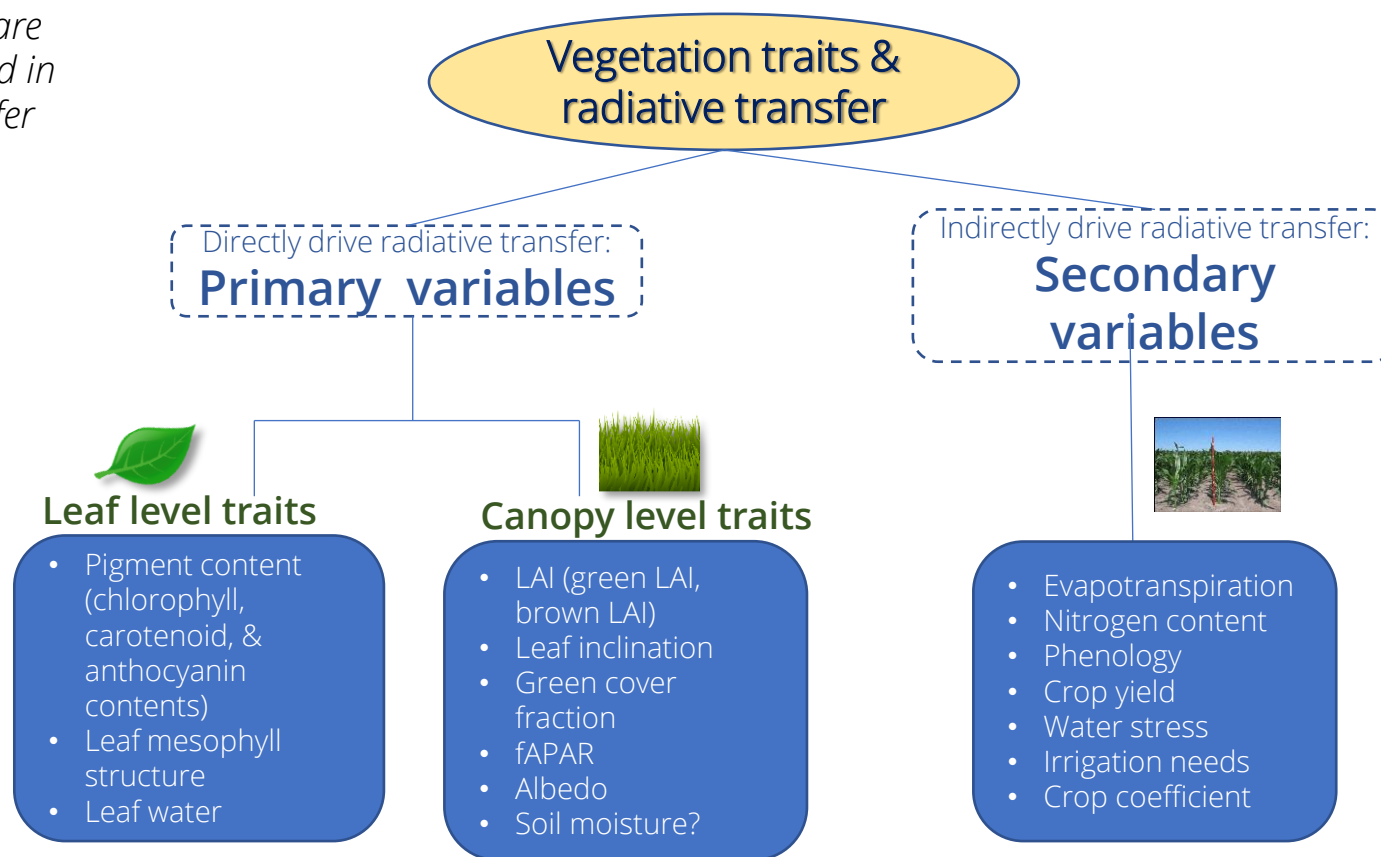 are
d in
fer
Vegetation traits &
radiative transfer
Directly drive radiative transfer:
Primary variables
Indirectly drive radiative transfer:
Secondary
variables
Leaf level traits
• Pigment content
(chlorophyll,
carotenoid, &
anthocyanin
contents)
• Leaf mesophyll
structure
• Leaf water
Canopy level traits
• LAI (green LAI,
brown LAI)
• Leaf inclination
• Green cover
fraction
• fAPAR
• Albedo
• Soil moisture?
• Evapotranspiration
• Nitrogen content
• Phenology
• Crop yield
• Water stress
• Irrigation needs
• Crop coefficient